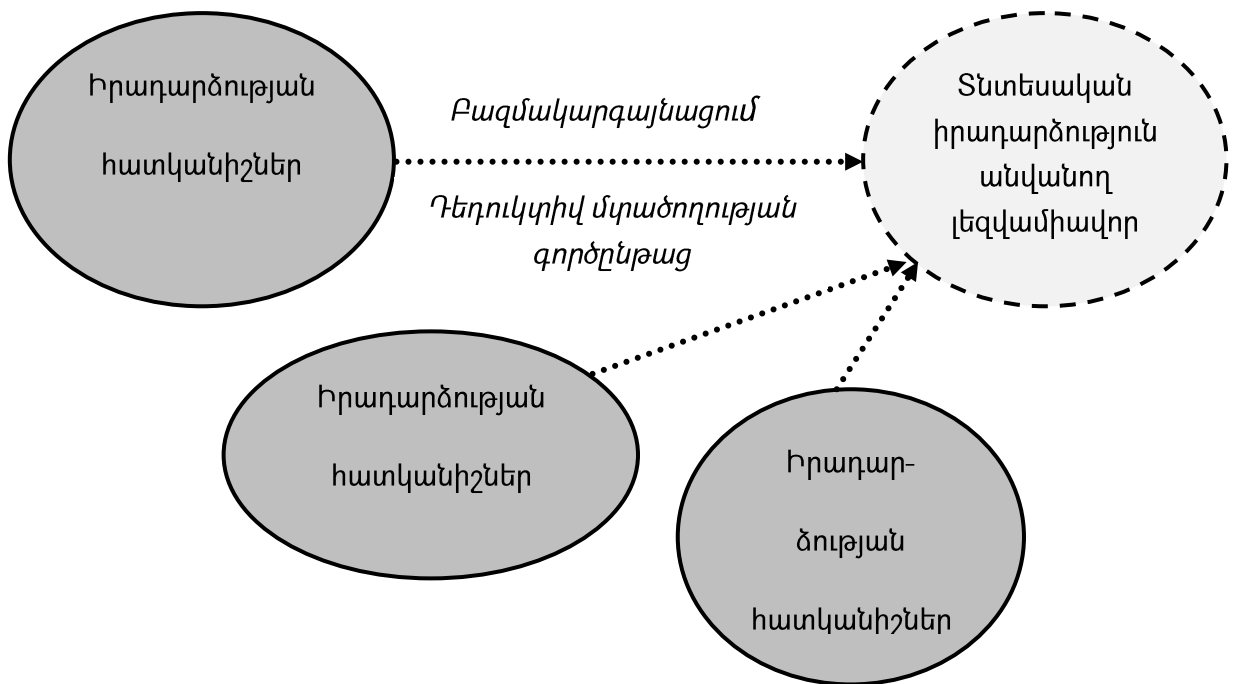 Իրադարձության
հատկանիշներ
Բազմակարգայնացում
Դեդուկտիվ մտածողության
գործընթաց
Տնտեսական
իրադարձություն
անվանող
լեզվամիավոր
Իրադարձության
հատկանիշներ
Իրադար-
ձության
հատկանիշներ